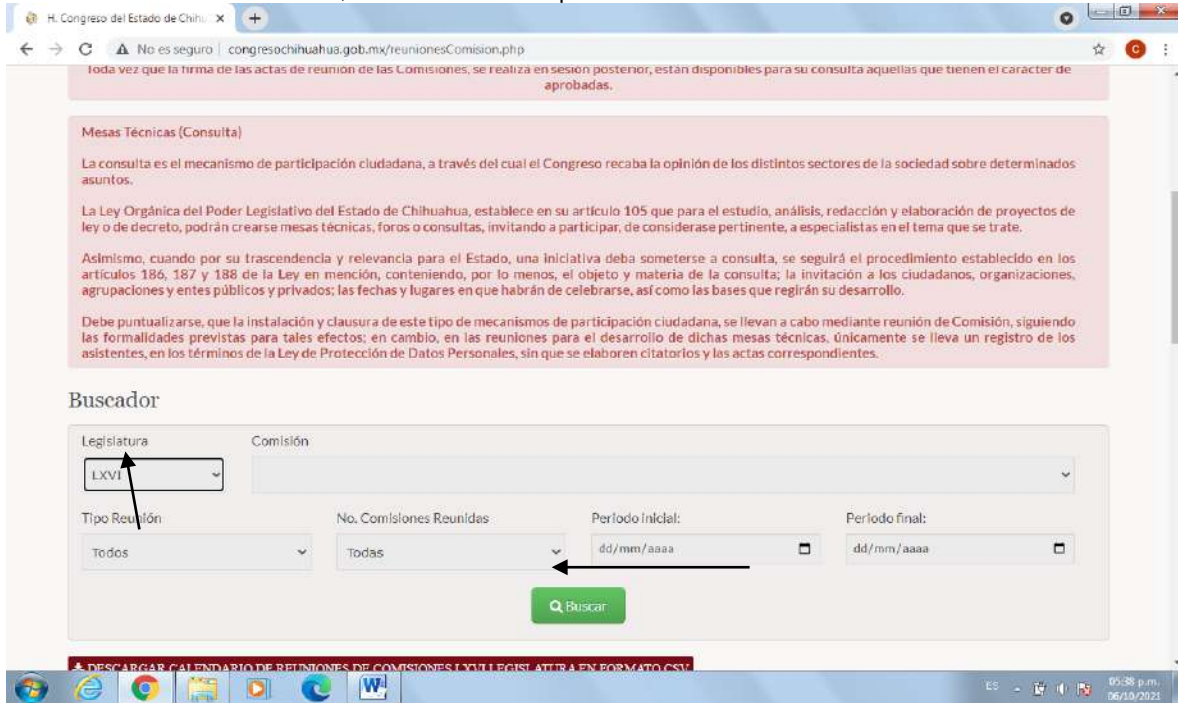 H. Congreso del Estado de Chihu
No es seguro | congresochihuahua.gob.mx/reunionesComision.php
C
Toda vez que la firma de las actas de reunión de las Comisiones, se realiza en sesión posterior, están disponibles para su consulta aquellas que tienen el carácter de
aprobadas.
Mesas Técnicas (Consulta)
La consulta es el mecanismo de participación ciudadana, a través del cual el Congreso recaba la opinión de los distintos sectores de la sociedad sobre determinados
asuntos.
La Ley Orgánica del Poder Legislativo del Estado de Chihuahua, establece en su artículo 105 que para el estudio, análisis, redacción y elaboración de proyectos de
ley o de decreto, podrán crearse mesas técnicas, foros o consultas, invitando a participar, de considerase pertinente, a especialistas en el tema que se trate.
Asimismo, cuando por su trascendencia y relevancia para el Estado, una iniciativa deba someterse a consulta, se seguirá el procedimiento establecido en los
artículos 186, 187 y 188 de la Ley en mención, conteniendo, por lo menos, el objeto y materia de la consulta; la invitación a los ciudadanos, organizaciones,
agrupaciones y entes públicos y privados; las fechas y lugares en que habrán de celebrarse, así como las bases que regirán su desarrollo.
Debe puntualizarse, que la instalación y clausura de este tipo de mecanismos de participación ciudadana, se llevan a cabo mediante reunión de Comisión, siguiendo
las formalidades previstas para tales efectos; en cambio, en las reuniones para el desarrollo de dichas mesas técnicas, únicamente se lleva un registro de los
asistentes, en los términos de la Ley de Protección de Datos Personales, sin que se elaboren citatorios y las actas correspondientes.
Buscador
Legislatura Comisión
LXVI
Tipo Reunión No. Comisiones Reunidas Periodo inicial: Periodo final:
Todos Todas dd/mm/aaaa dd/mm/aaaa
Buscar
DESCARGAR CALENDARIO DE REUNIONES DE COMISIONES LXVI LEGISLATURA EN FORMATO CSV
ES 05:38 p.m.
06/10/2021